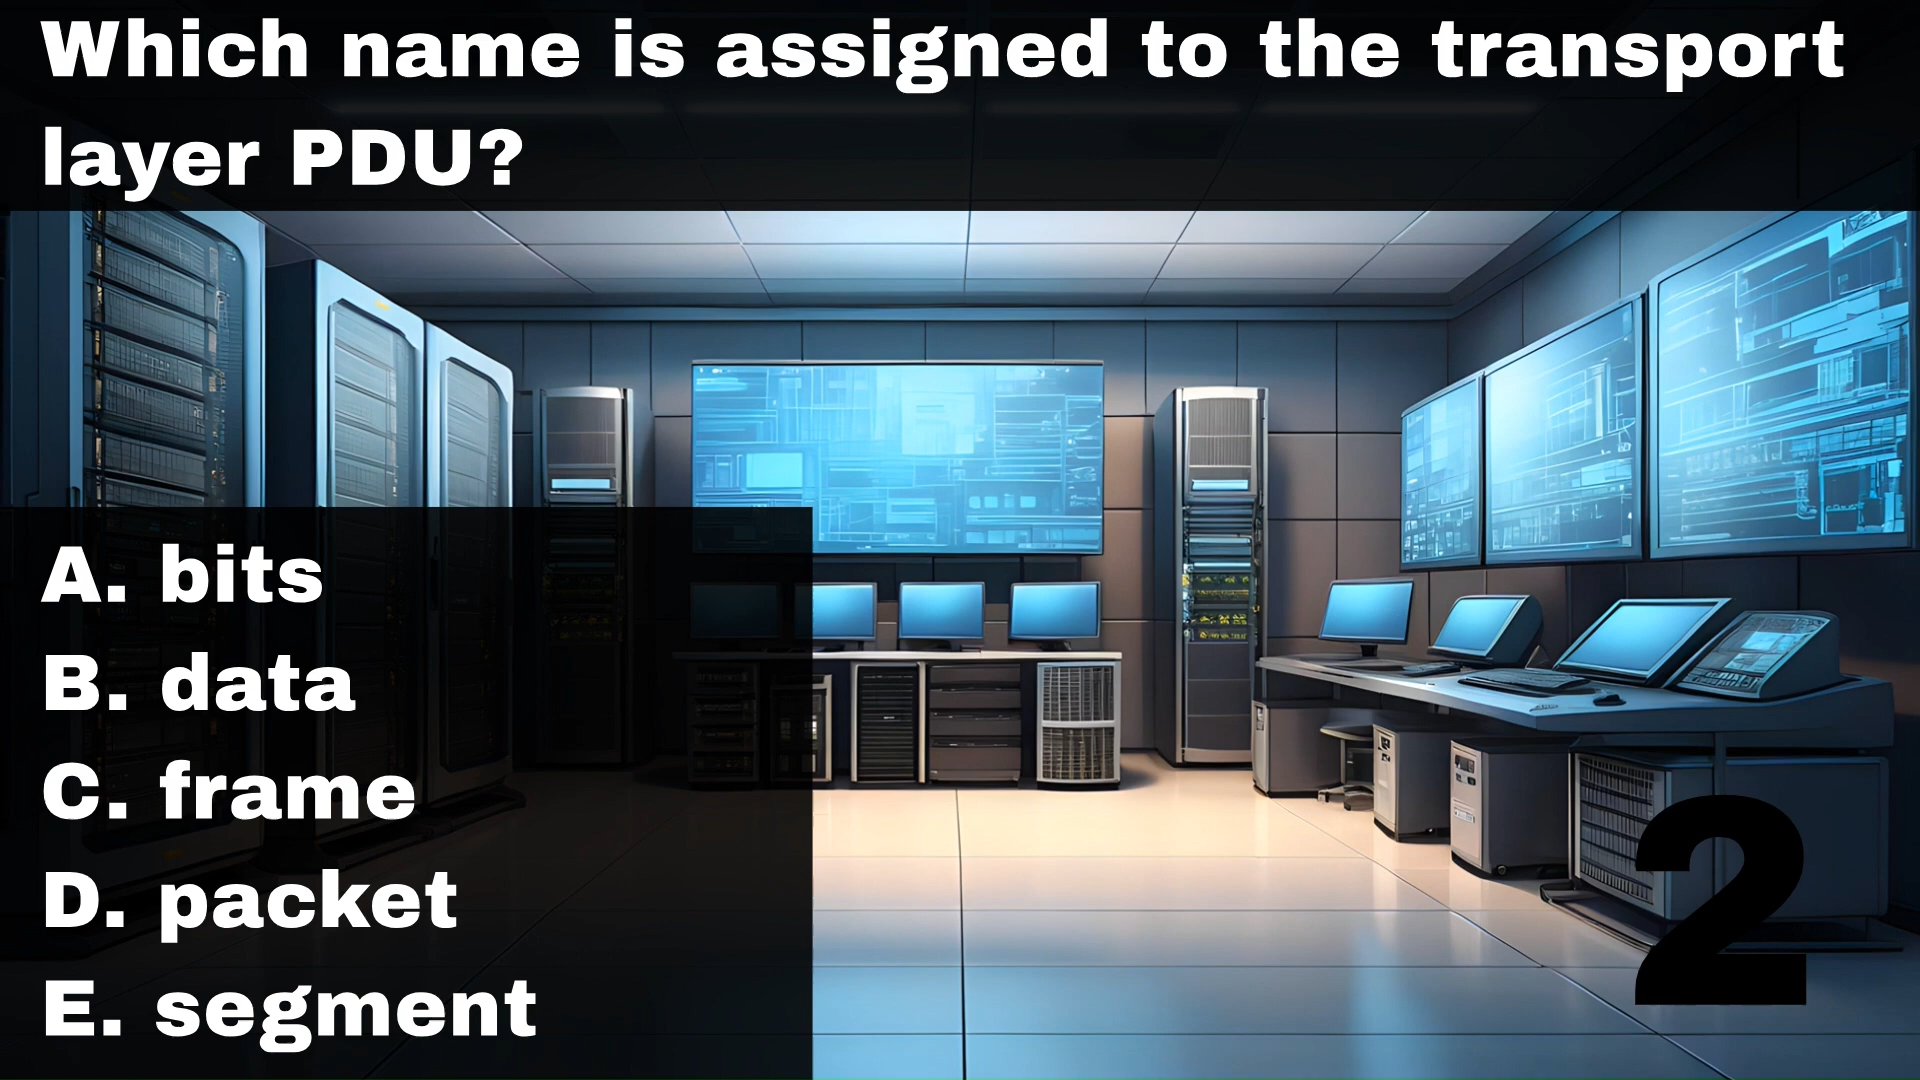 Which name is assigned to the transport
layer PDU?
A. bits
B. data
C. frame
D. packet
E. segment
2